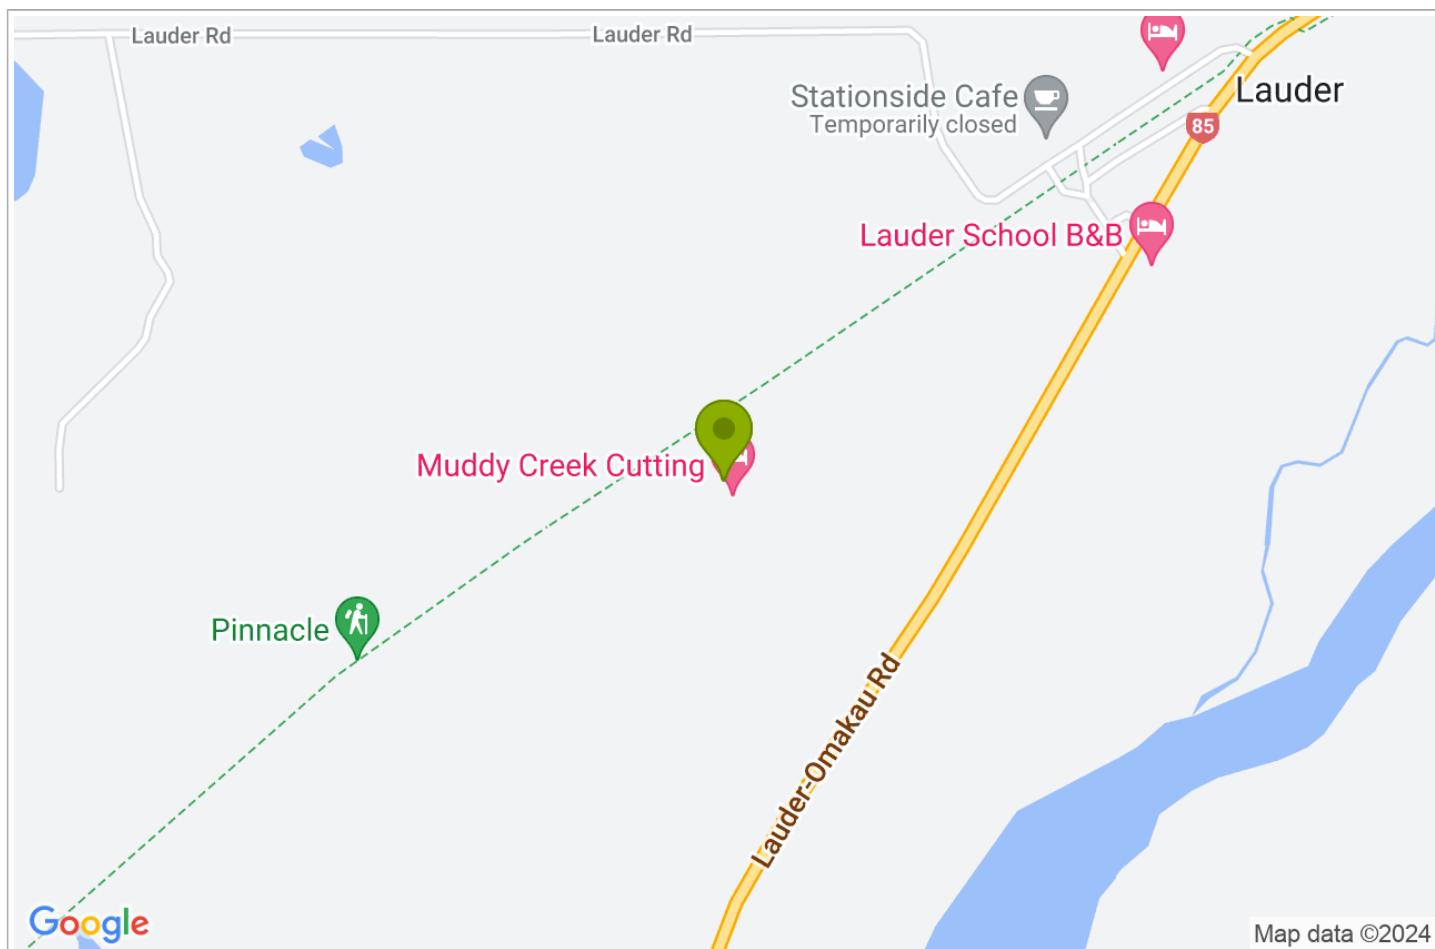 Lauder Rd
Lauder Rd
Stationside Cafe
Temporarily closed
Lauder
85
Lauder School B&B
Muddy Creek Cutting
Pinnacle
Lauder-Omakau Rd
Google
Map data ©2024